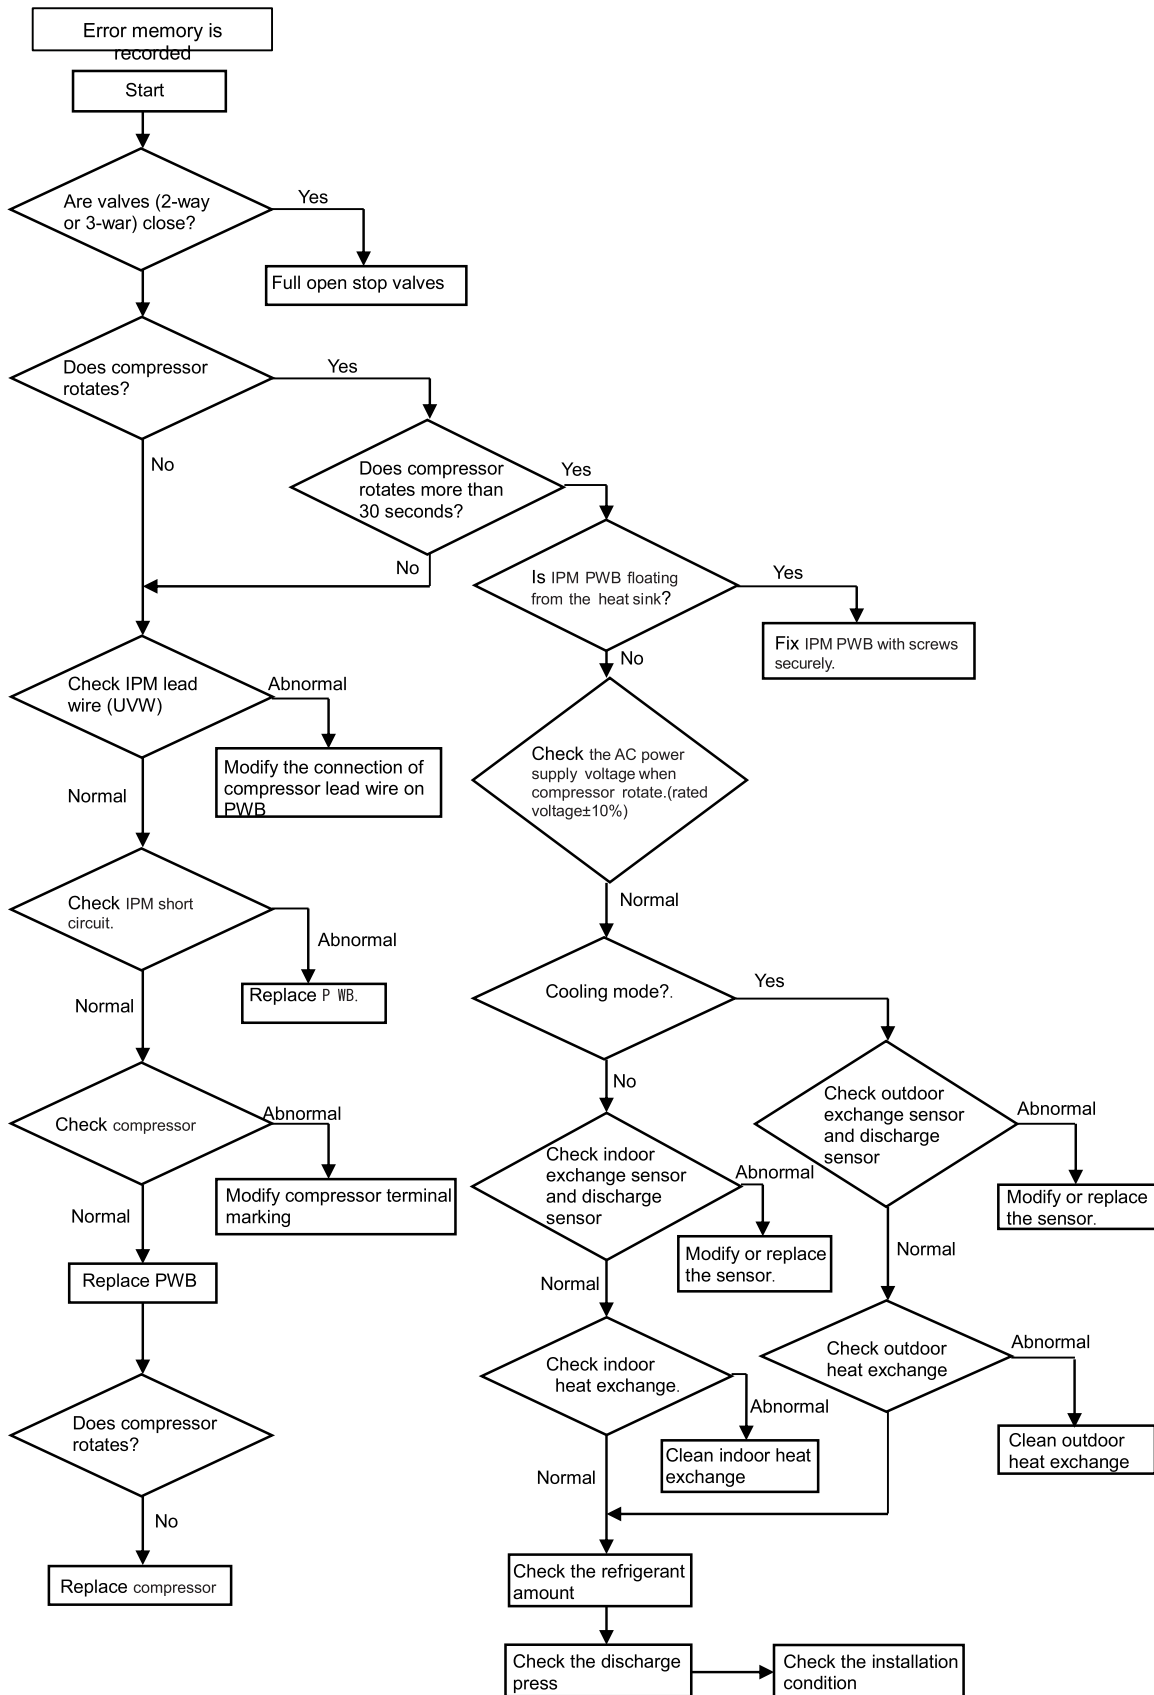 Error memory is
recorded
Start
Are valves (2-way
or 3-war) close?
Yes
Full open stop valves
Does compressor
rotates?
Yes
No
Does compressor
rotates more than
30 seconds?
Yes
No
Is IPM PWB floating
from the heat sink?
Yes
Fix IPM PWB with screws
securely.
No
Check IPM lead
wire (UVW)
Abnormal
Modify the connection of
compressor lead wire on
PWB
Normal
Check the AC power
supply voltage when
compressor rotate.(rated
voltage±10%)
Normal
Check IPM short
circuit.
Abnormal
Replace P WB.
Normal
Cooling mode?.
Yes
No
Check compressor
Abnormal
Modify compressor terminal
marking
Normal
Check outdoor
exchange sensor
and discharge
sensor
Abnormal
Modify or replace
the sensor.
Normal
Check indoor
exchange sensor
and discharge
sensor
Abnormal
Modify or replace
the sensor.
Normal
Replace PWB
Does compressor
rotates?
No
Replace compressor
Check indoor
heat exchange.
Abnormal
Clean indoor heat
exchange
Normal
Check outdoor
heat exchange
Abnormal
Clean outdoor
heat exchange
Check the refrigerant
amount
Check the discharge
press
Check the installation
condition